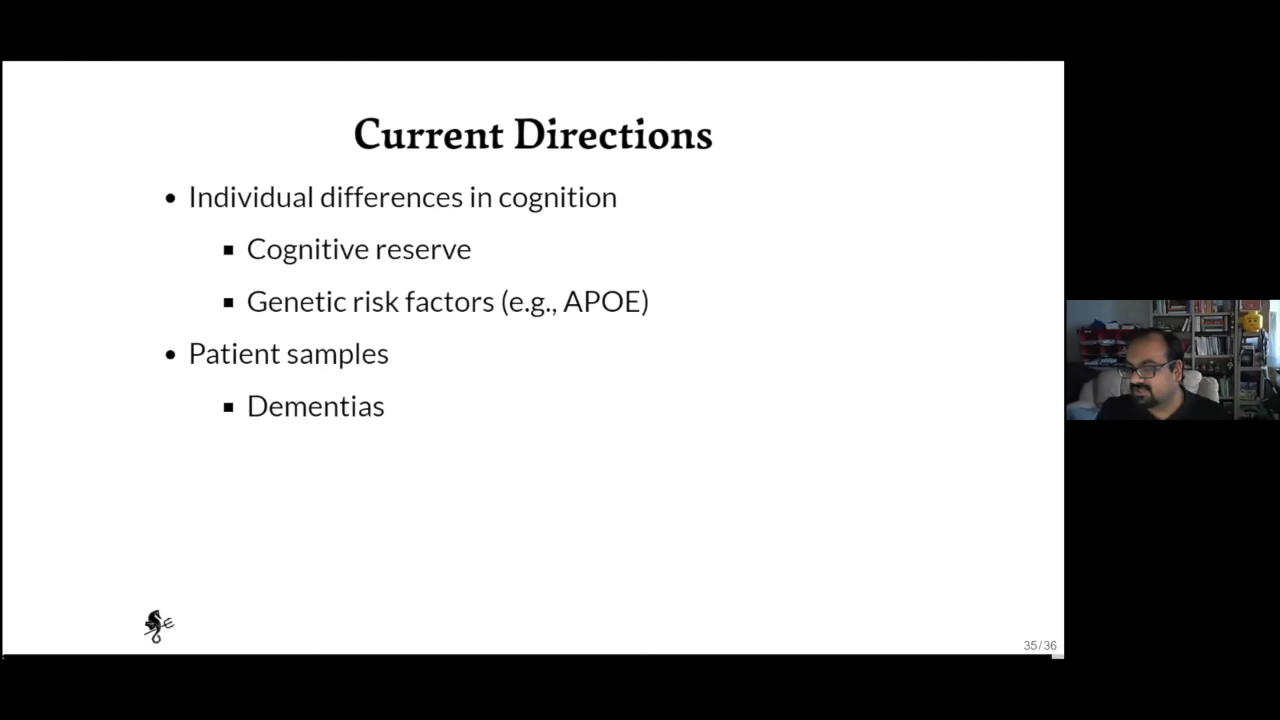 Current Directions
• Individual differences in cognition
▪ Cognitive reserve
▪ Genetic risk factors (e.g., APOE)
• Patient samples
▪ Dementias
35/36